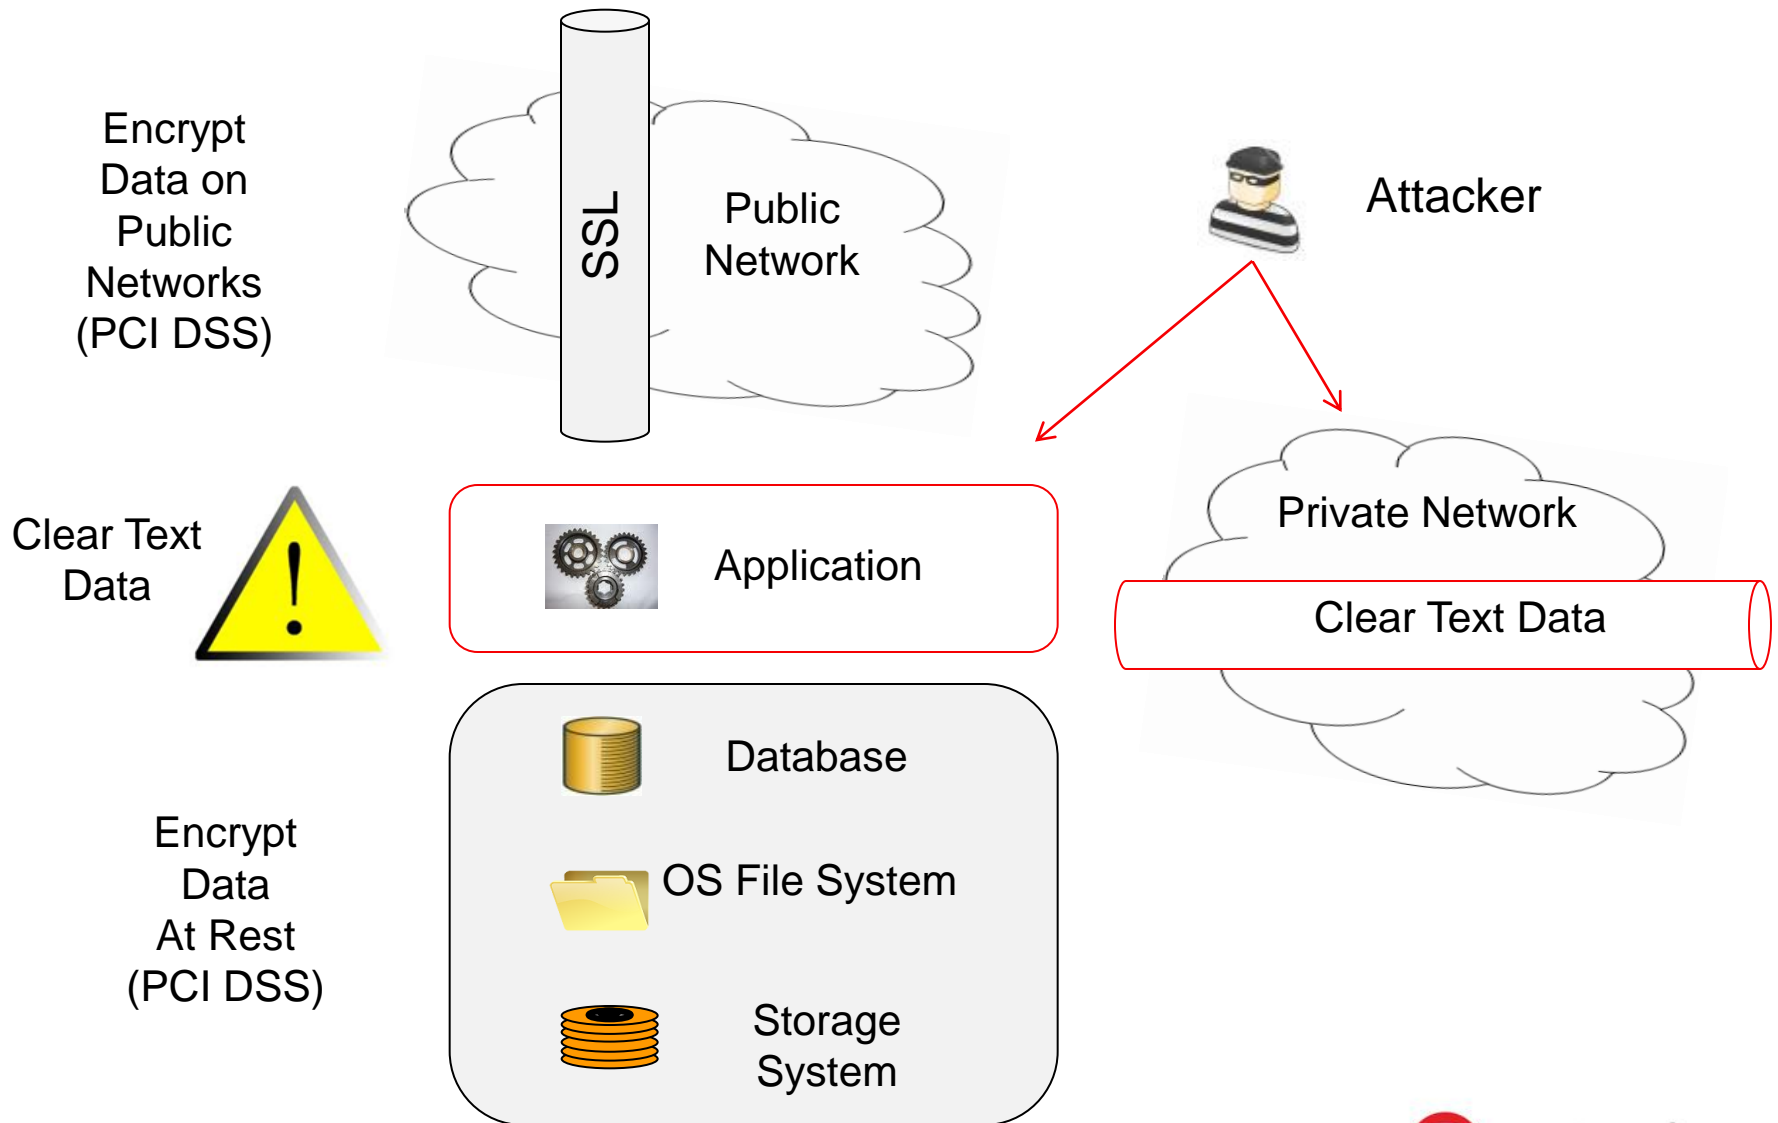 Encrypt
Data on
Public
Networks
(PCI DSS)
SSL
Public
Network
Attacker
Clear Text
Data
!
Application
Private Network
Clear Text Data
Encrypt
Data
At Rest
(PCI DSS)
Database
OS File System
Storage
System